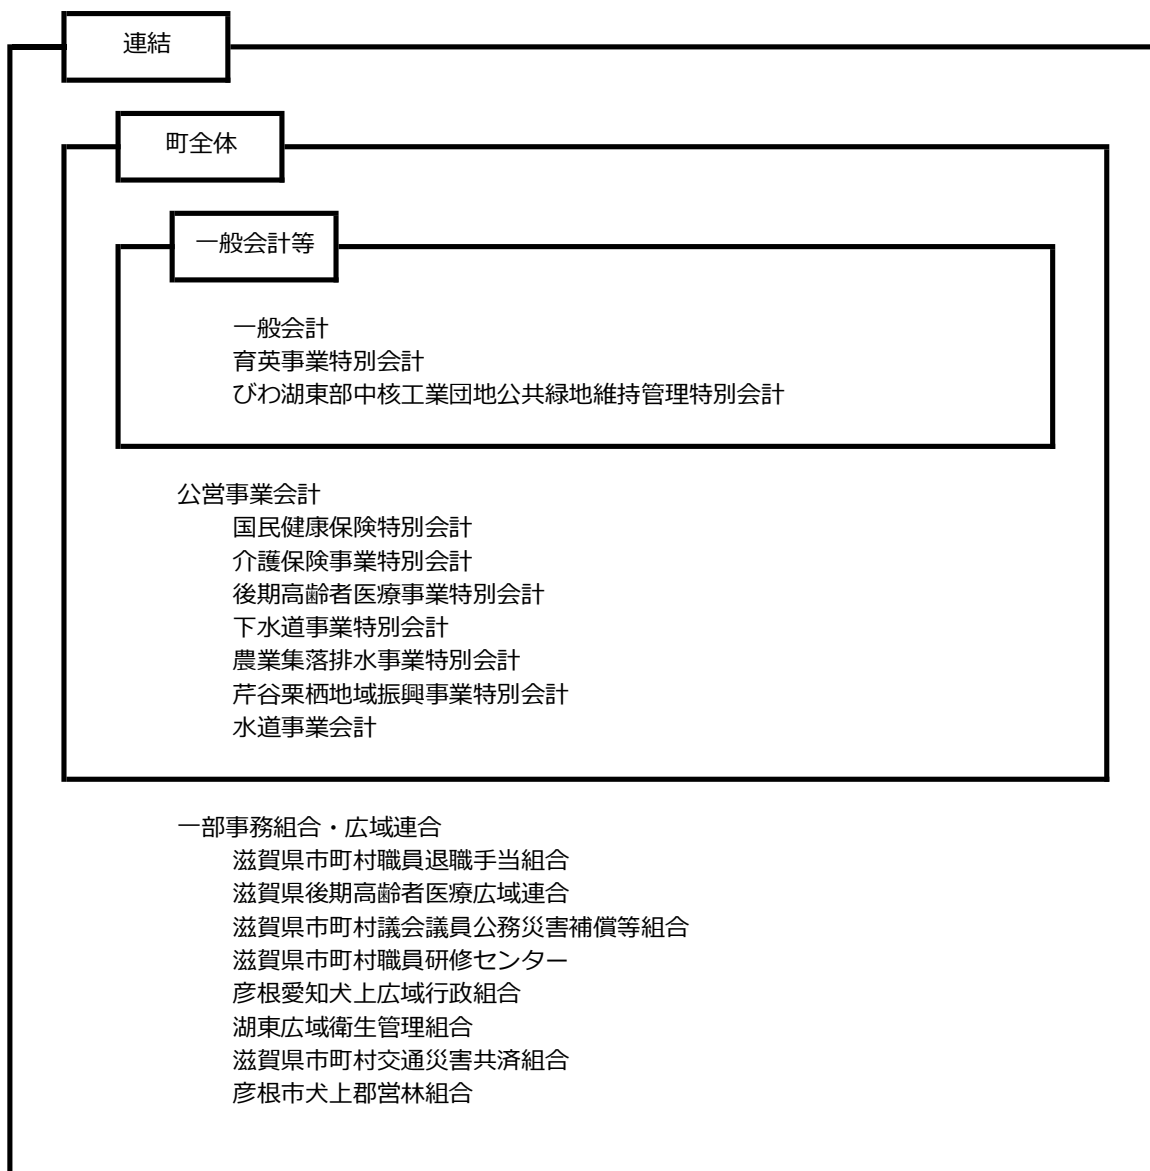 連結
町全体
一般会計等
一般会計
育英事業特別会計
びわ湖東部中核工業団地公共緑地維持管理特別会計
公営事業会計
国民健康保険特別会計
介護保険事業特別会計
後期高齢者医療事業特別会計
下水道事業特別会計
農業集落排水事業特別会計
芹谷栗栖地域振興事業特別会計
水道事業会計
一部事務組合・広域連合
滋賀県市町村職員退職手当組合
滋賀県後期高齢者医療広域連合
滋賀県市町村議会議員公務災害補償等組合
滋賀県市町村職員研修センター
彦根愛知犬上広域行政組合
湖東広域衛生管理組合
滋賀県市町村交通災害共済組合
彦根市犬上郡営林組合